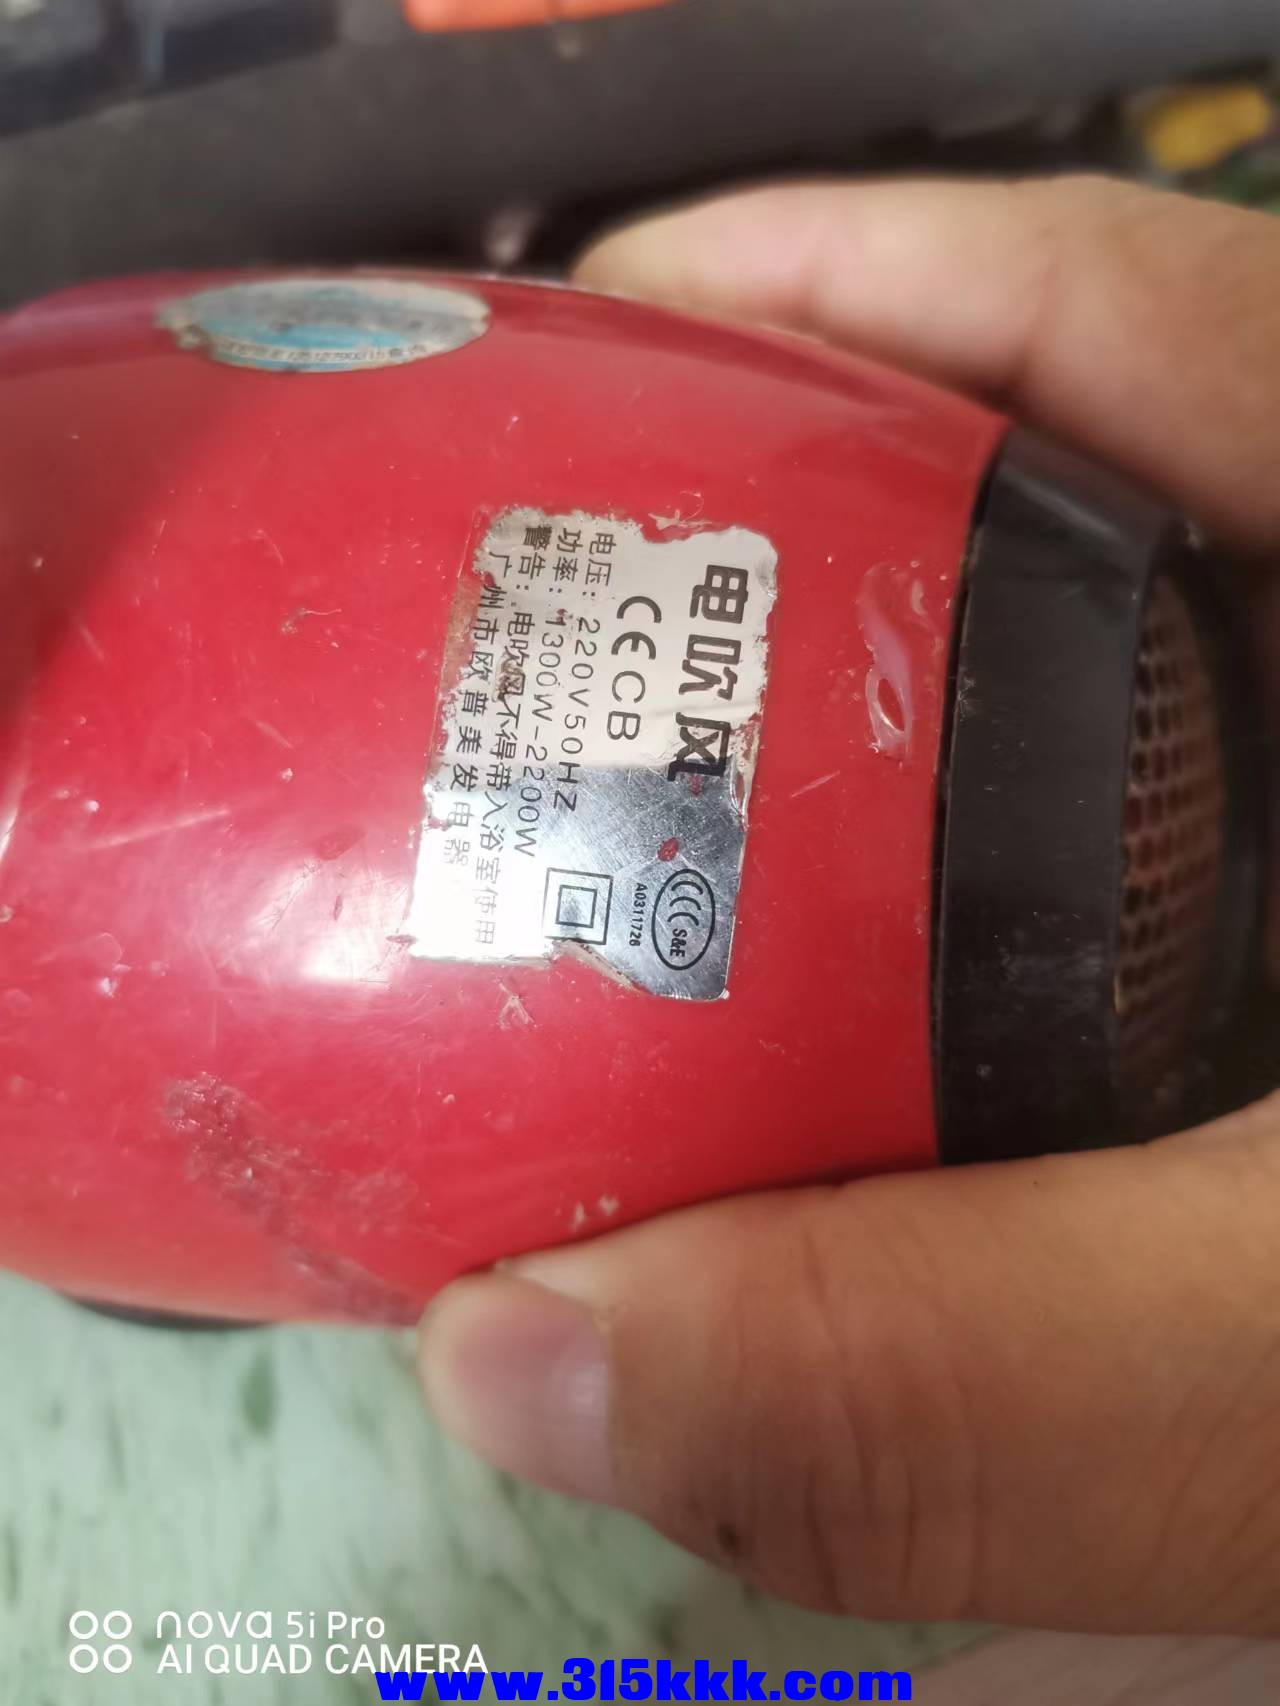 电吹风
CE CB
电压：220V50HZ
功率：1300W-2200W
警告：电吹风不得带入浴室使用
广州市欧普美发电器
S&E
A0311726
nova 5i Pro
AI QUAD CAMERA
www.315kkk.com